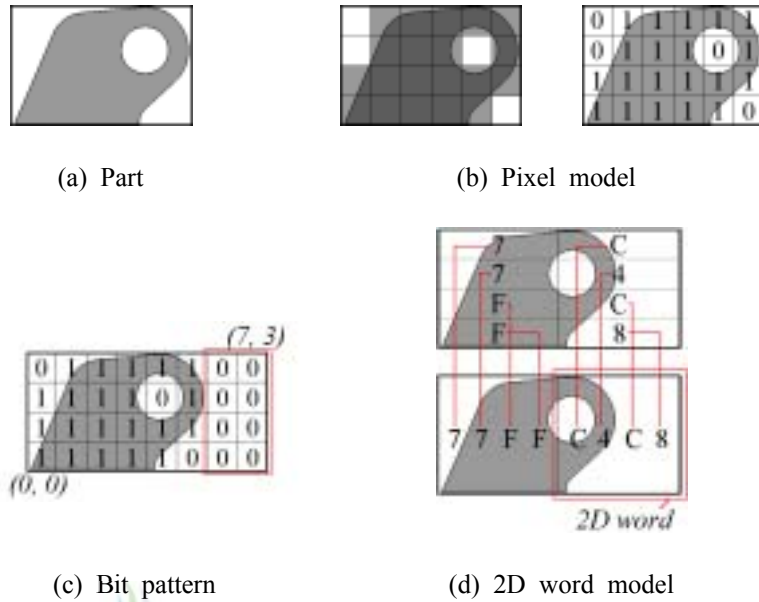 0 1 1 1 1 1
0 1 1 1 0 1
1 1 1 1 1 1
1 1 1 1 1 0
(a) Part
(b) Pixel model
(7, 3)
0 1 1 1 1 1 0 0
1 1 1 1 0 1 0 0
1 1 1 1 1 1 0 0
1 1 1 1 1 0 0 0
(0, 0)
7 C
7 4
F C
F 8
7 7 F F C 4 C 8
2D word
(c) Bit pattern
(d) 2D word model